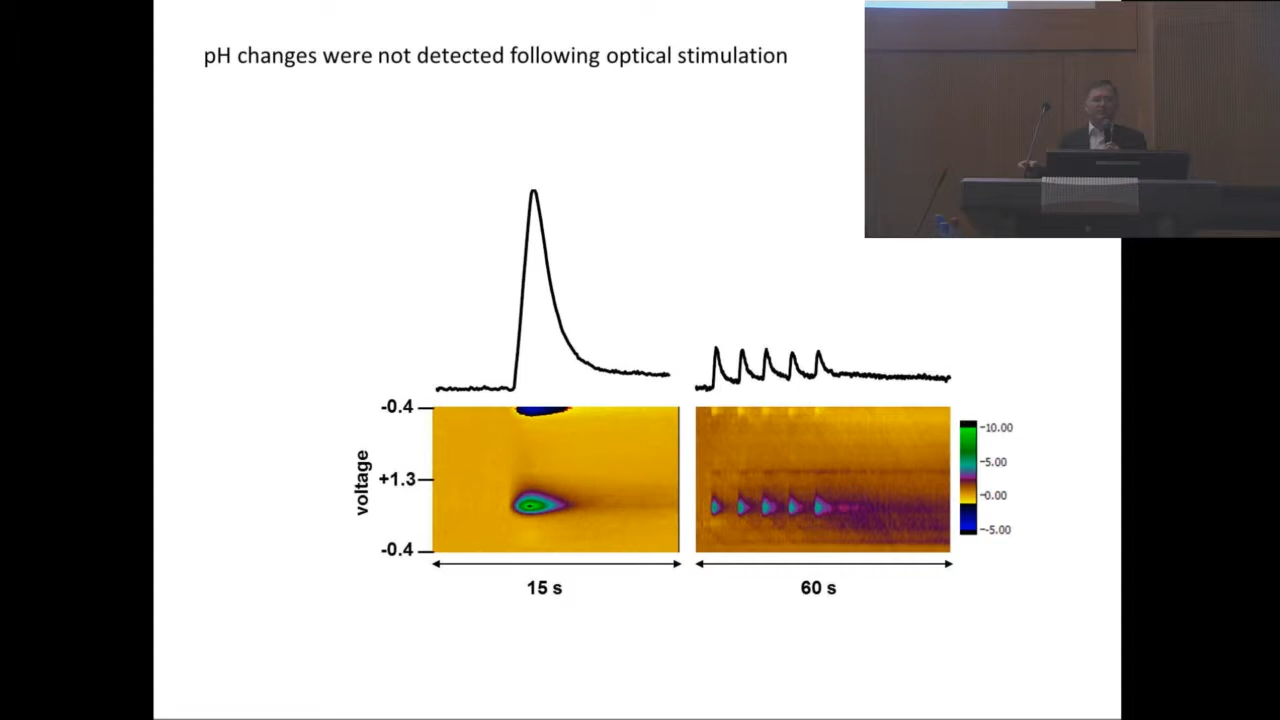 pH changes were not detected following optical stimulation
-0.4
+1.3
-0.4
voltage
15 s
60 s
-10.00
-5.00
-0.00
-5.00